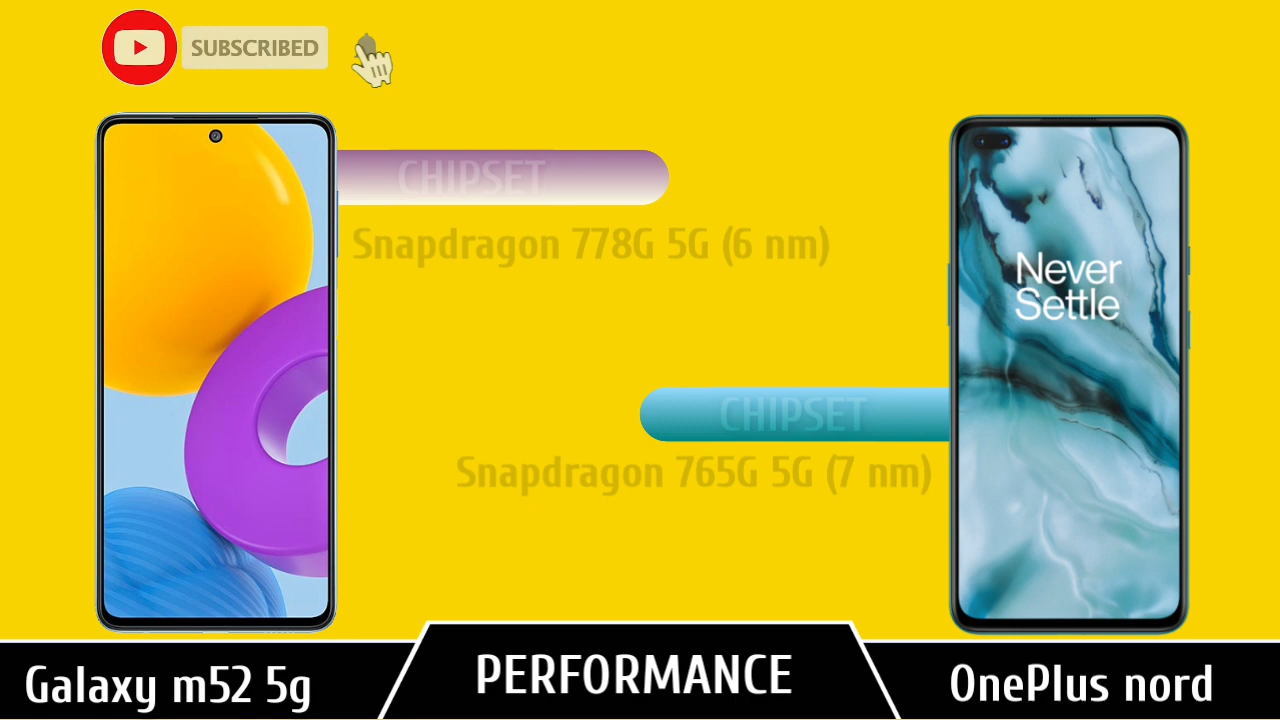 SUBSCRIBED
CHIPSET
Snapdragon 778G 5G (6 nm)
Never
Settle
CHIPSET
Snapdragon 765G 5G (7 nm)
Galaxy m52 5g
PERFORMANCE
OnePlus nord